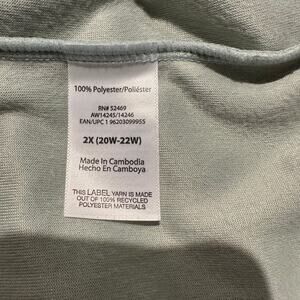 100% Polyester/Poliéster
RN# 52469
AW14245/14246
EAN/UPC 1 96203099955
2X (20W-22W)
Made In Cambodia
Hecho En Camboya
THIS LABEL YARN IS MADE
OUT OF 100% RECYCLED
POLYESTER MATERIALS